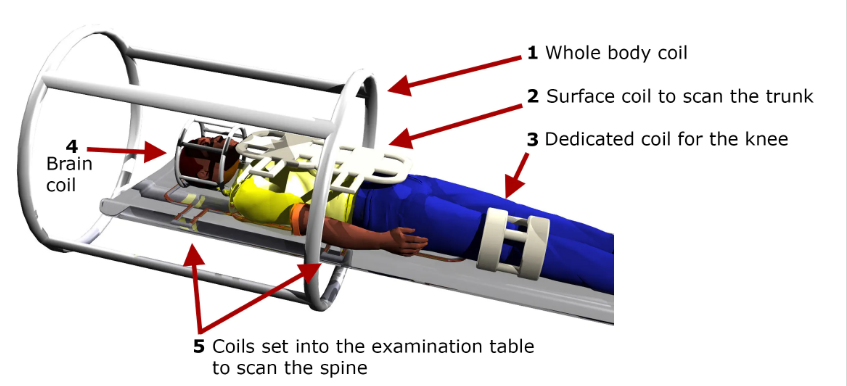 1 Whole body coil
2 Surface coil to scan the trunk
3 Dedicated coil for the knee
4
Brain
coil
5 Coils set into the examination table
to scan the spine